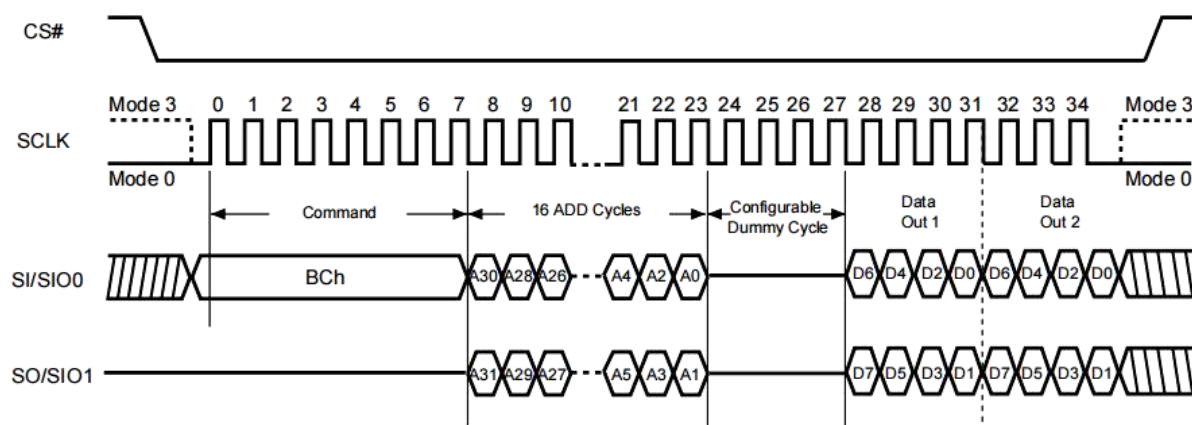 CS#
Mode 3 0 1 2 3 4 5 6 7 8 9 10 21 22 23 24 25 26 27 28 29 30 31 32 33 34 Mode 3
SCLK
Mode 0 Mode 0
Command 16 ADD Cycles Configurable Dummy Cycle Data Out 1 Data Out 2
SI/SIO0 BCh A30 A28 A26 A4 A2 A0 D6 D4 D2 D0 D6 D4 D2 D0
SO/SIO1 A31 A29 A27 A5 A3 A1 D7 D5 D3 D1 D7 D5 D3 D1